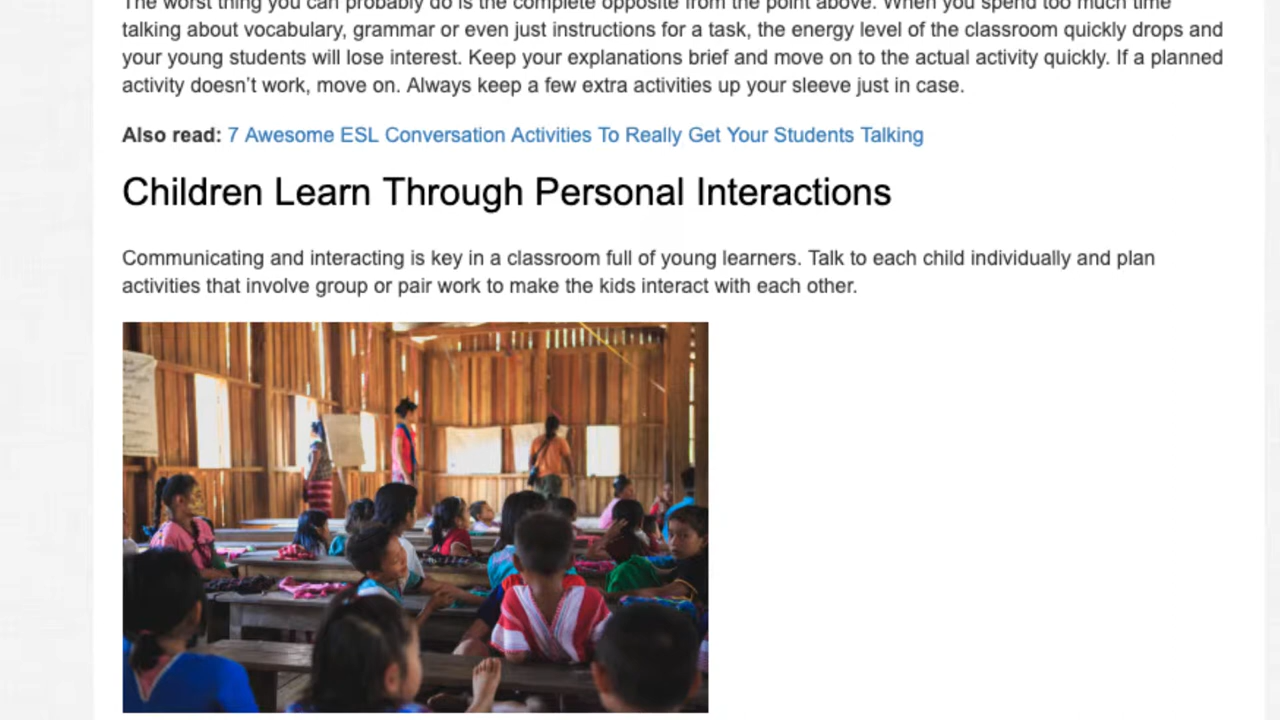 The worst thing you can probably do is the complete opposite from the point above. When you spend too much time
talking about vocabulary, grammar or even just instructions for a task, the energy level of the classroom quickly drops and
your young students will lose interest. Keep your explanations brief and move on to the actual activity quickly. If a planned
activity doesn’t work, move on. Always keep a few extra activities up your sleeve just in case.
Also read: 7 Awesome ESL Conversation Activities To Really Get Your Students Talking
Children Learn Through Personal Interactions
Communicating and interacting is key in a classroom full of young learners. Talk to each child individually and plan
activities that involve group or pair work to make the kids interact with each other.